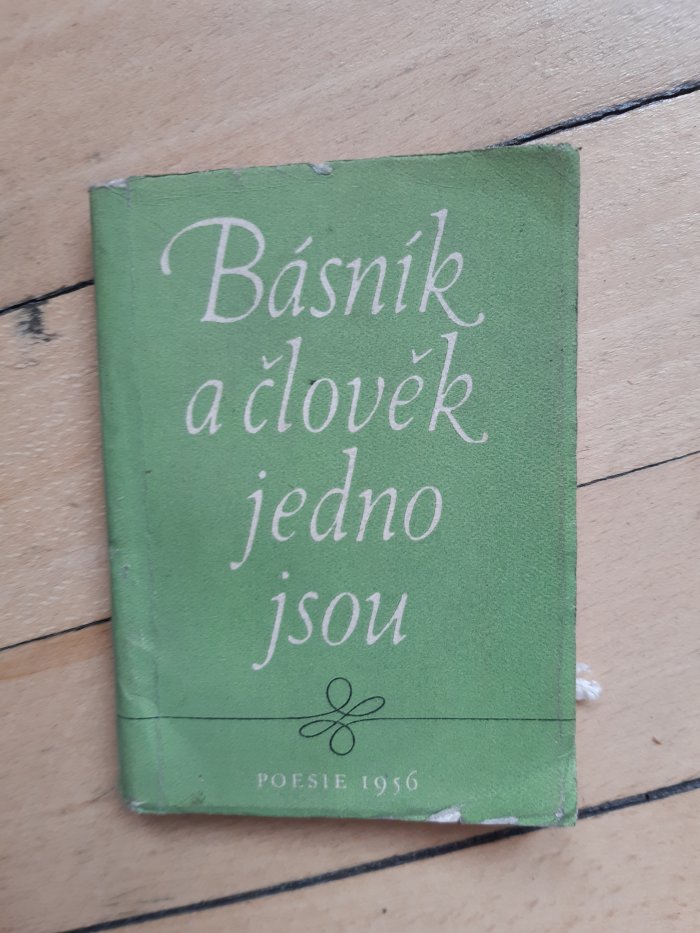 Básník
a člověk
jedno
jsou
POESIE 1956